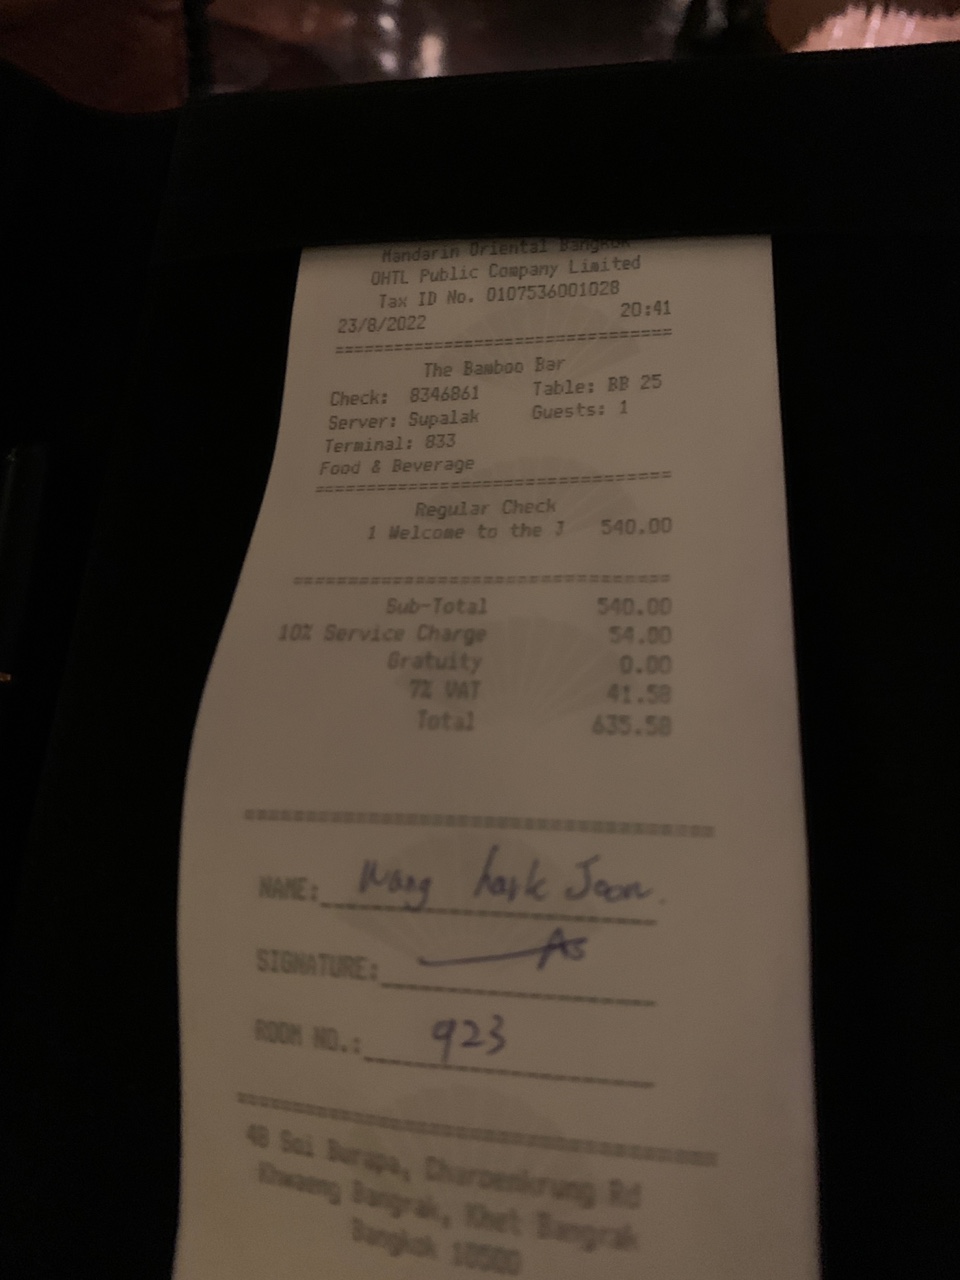 Mandarin Oriental Bangkok
OHTL Public Company Limited
Tax ID No. 0107536001028
23/8/2022 20:41
==================================
The Bamboo Bar
Check: 8346861 Table: BB 25
Server: Supalak Guests: 1
Terminal: 833
Food & Beverage
==================================
Regular Check
1 Welcome to the J 540.00
==================================
Sub-Total 540.00
10% Service Charge 54.00
Gratuity 0.00
7% VAT 41.58
Total 635.58
==================================
NAME: Hark Joon.
SIGNATURE:
ROOM NO.: 923
==================================
48 Soi Burapa, Charoenkrung Rd
Khwaeng Bangrak, Khet Bangrak
Bangkok 10500